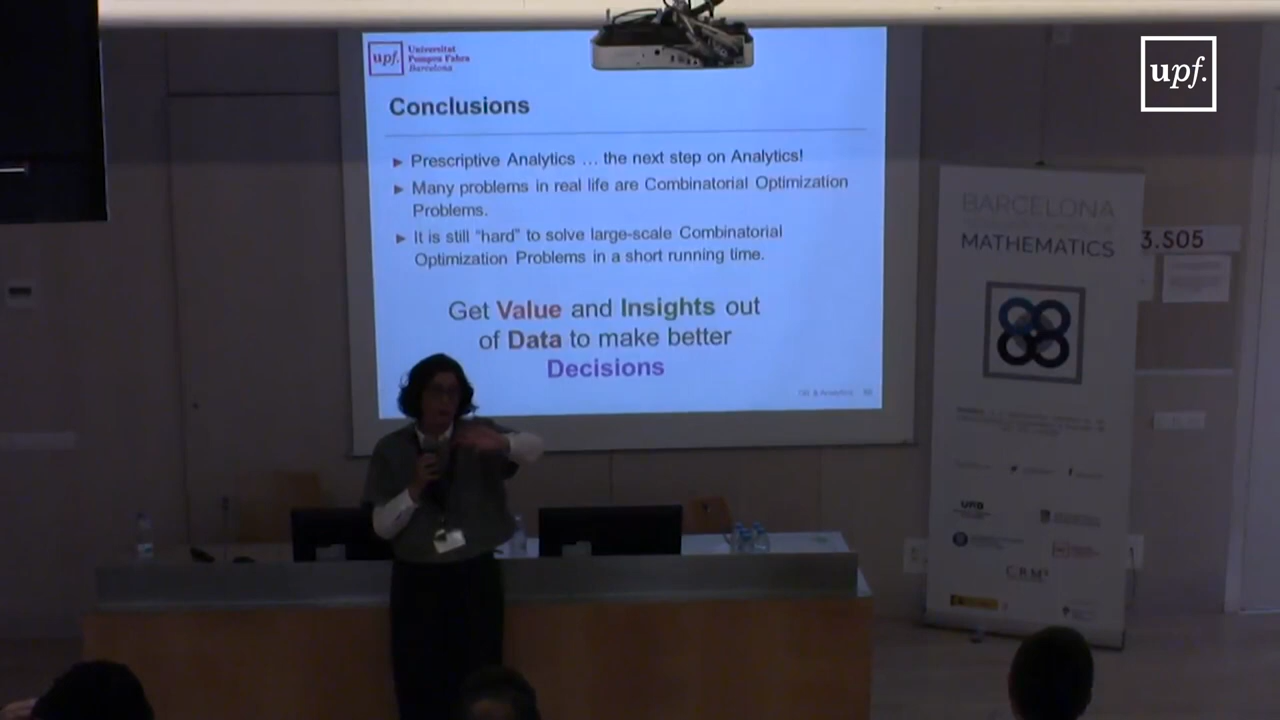 upf.
Universitat
Pompeu Fabra
Barcelona
upf.
Conclusions
► Prescriptive Analytics … the next step on Analytics!
► Many problems in real life are Combinatorial Optimization
Problems.
► It is still “hard” to solve large-scale Combinatorial
Optimization Problems in a short running time.
Get Value and Insights out
of Data to make better
Decisions
BARCELONA
MATHEMATICS
3.S05
CRM